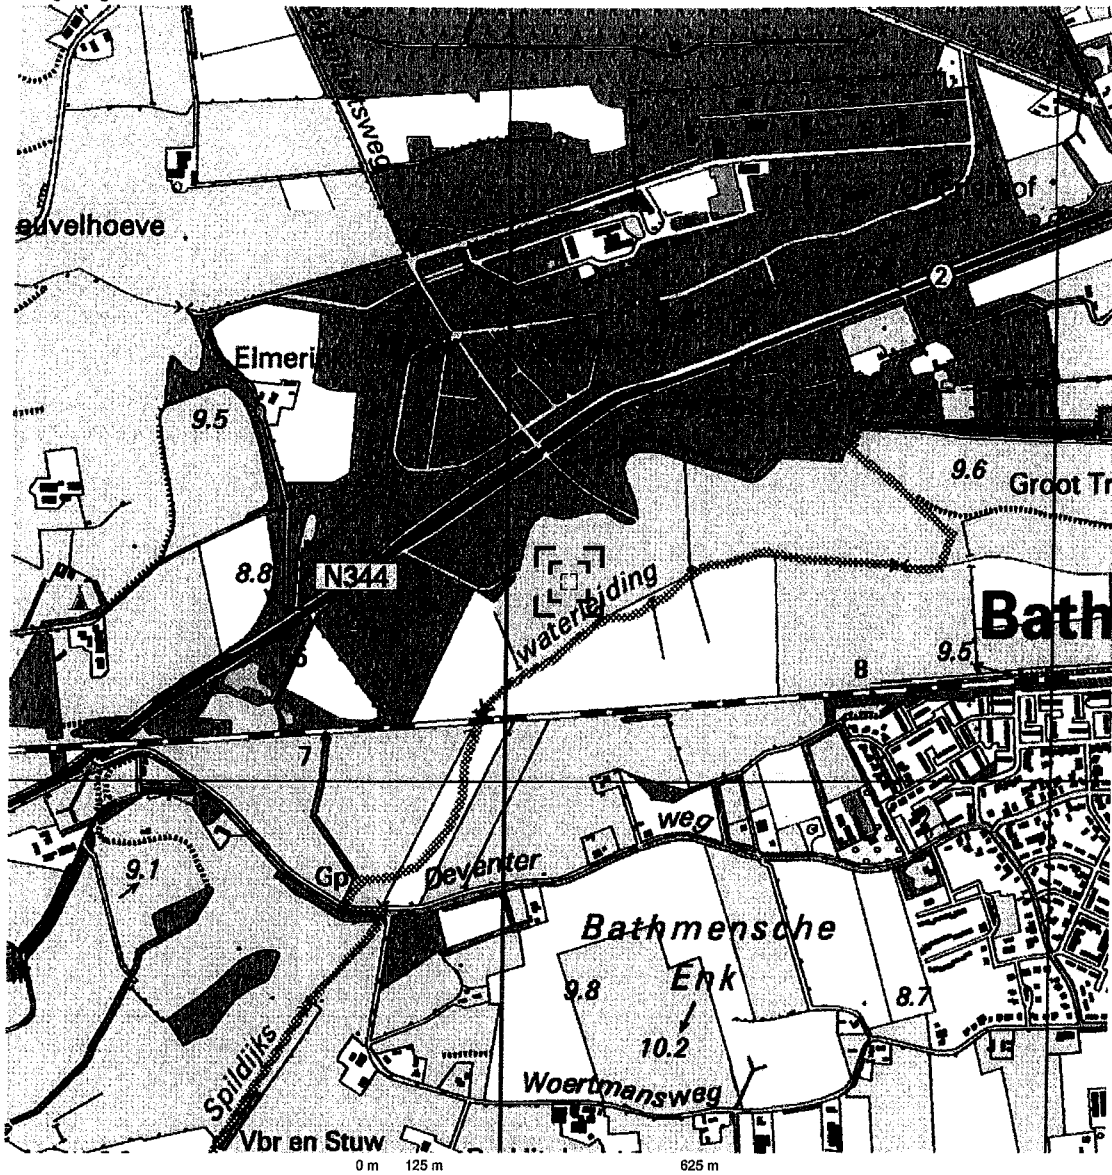 euvelhoeve
2
Elmerin
9.5
9.6
Groot Tr
8.8
N344
waterleiding
Bath
9.5
8
7
weg
Gp
Deventer
9.1
Bathmensche
Enk
9.8
8.7
10.2
Spildijks
Woertmansweg
Vbr en Stuw
0 m 125 m 625 m